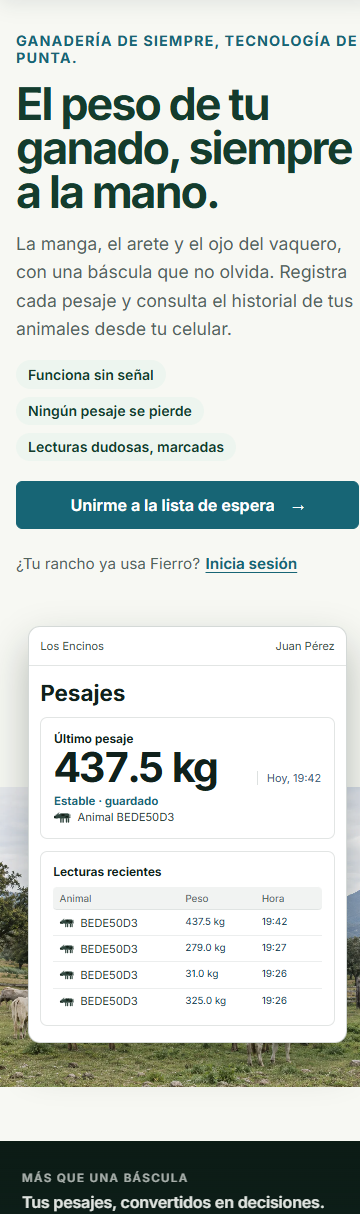 GANADERÍA DE SIEMPRE, TECNOLOGÍA DE
PUNTA.
El peso de tu
ganado, siempre
a la mano.
La manga, el arete y el ojo del vaquero,
con una báscula que no olvida. Registra
cada pesaje y consulta el historial de tus
animales desde tu celular.
Funciona sin señal
Ningún pesaje se pierde
Lecturas dudosas, marcadas
Unirme a la lista de espera →
¿Tu rancho ya usa Fierro? Inicia sesión
Los Encinos Juan Pérez
Pesajes
Último pesaje
437.5 kg Hoy, 19:42
Estable · guardado
Animal BEDE50D3
Lecturas recientes
Animal Peso Hora
BEDE50D3 437.5 kg 19:42
BEDE50D3 279.0 kg 19:27
BEDE50D3 31.0 kg 19:26
BEDE50D3 325.0 kg 19:26
MÁS QUE UNA BÁSCULA
Tus pesajes, convertidos en decisiones.